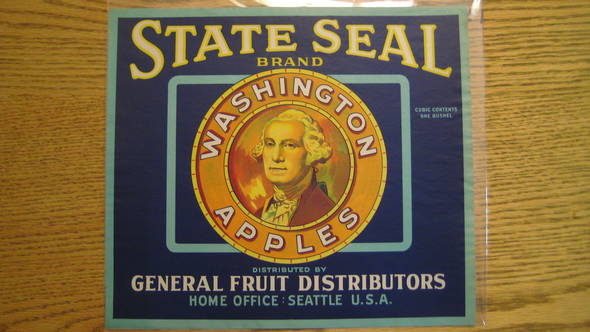 STATE SEAL
BRAND
WASHINGTON
APPLES
CUBIC CONTENTS
ONE BUSHEL
DISTRIBUTED BY
GENERAL FRUIT DISTRIBUTORS
HOME OFFICE: SEATTLE U.S.A.